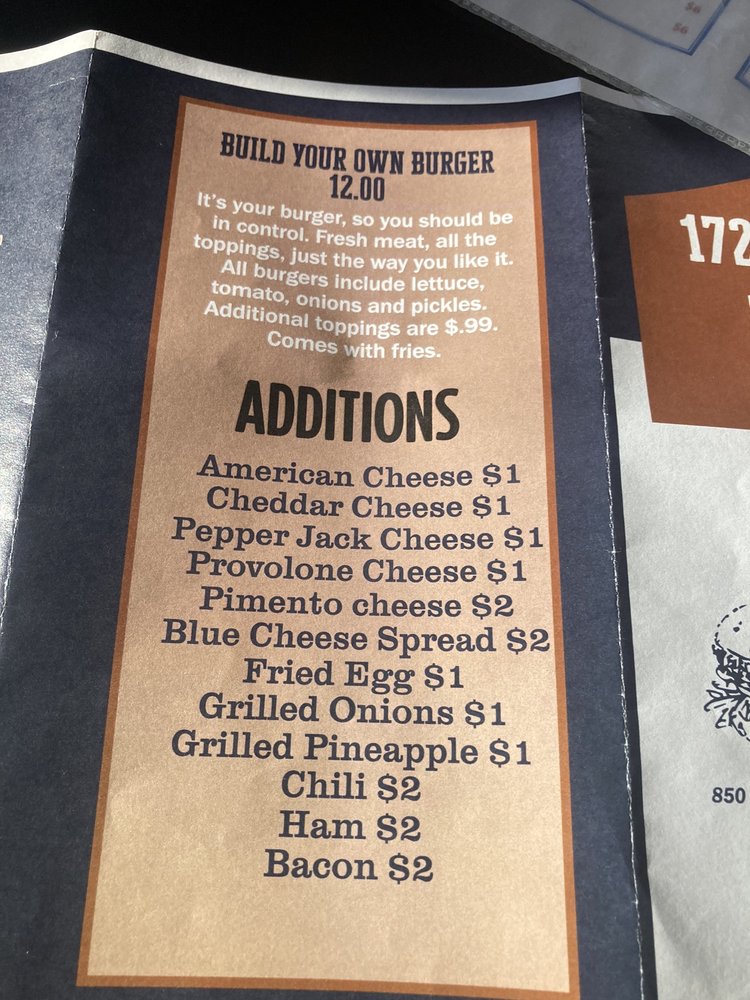 BUILD YOUR OWN BURGER
12.00
It's your burger, so you should be
in control. Fresh meat, all the
toppings, just the way you like it.
All burgers include lettuce,
tomato, onions and pickles.
Additional toppings are $.99.
Comes with fries.
ADDITIONS
American Cheese $1
Cheddar Cheese $1
Pepper Jack Cheese $1
Provolone Cheese $1
Pimento cheese $2
Blue Cheese Spread $2
Fried Egg $1
Grilled Onions $1
Grilled Pineapple $1
Chili $2
Ham $2
Bacon $2
172
850